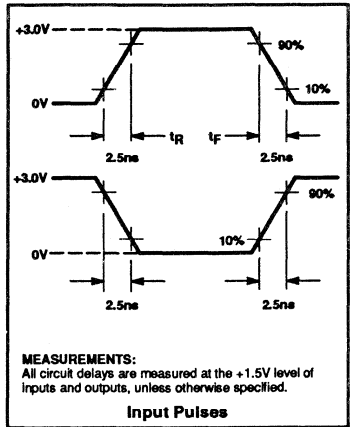 +3.0V
90%
10%
0V
tR tF
2.5ns 2.5ns
+3.0V
90%
10%
0V
2.5ns 2.5ns
MEASUREMENTS:
All circuit delays are measured at the +1.5V level of
inputs and outputs, unless otherwise specified.
Input Pulses